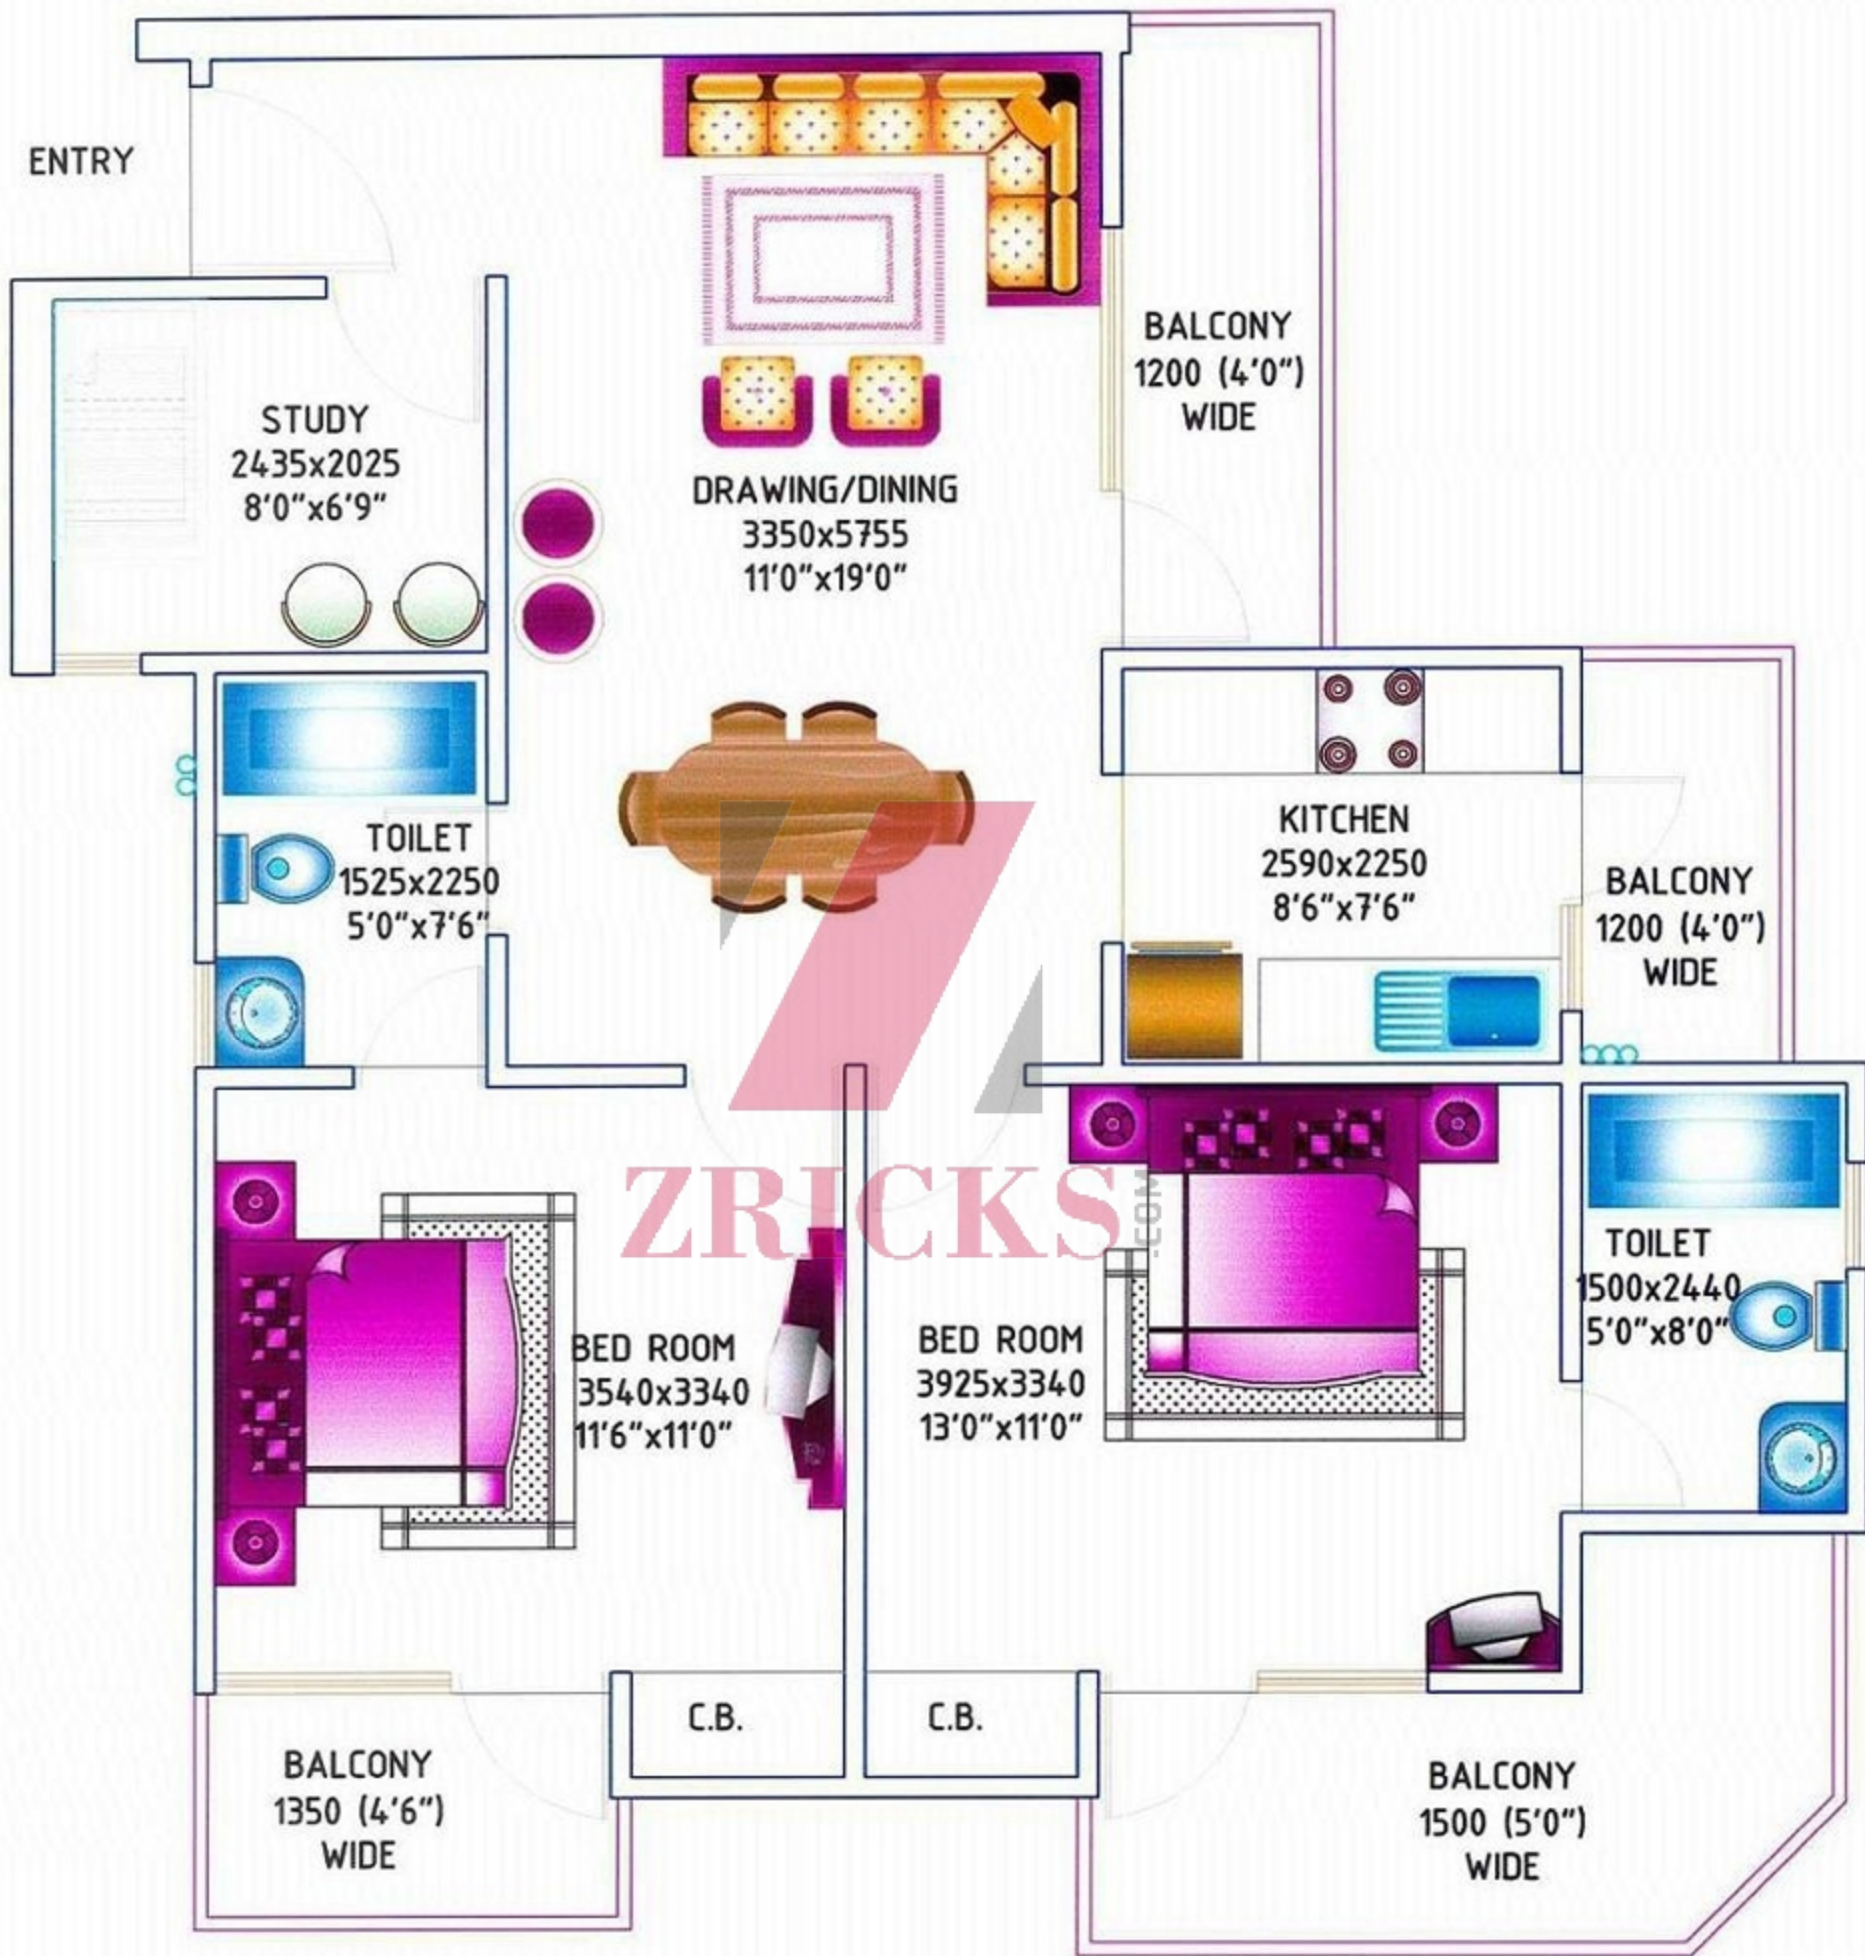 ENTRY
BALCONY
1200 (4'0")
WIDE
STUDY
2435x2025
8'0"x6'9"
DRAWING/DINING
3350x5755
11'0"x19'0"
KITCHEN
2590x2250
8'6"x7'6"
TOILET
1525x2250
5'0"x7'6"
BALCONY
1200 (4'0")
WIDE
ZRICKS.COM
TOILET
1500x2440
5'0"x8'0"
BED ROOM
3540x3340
11'6"x11'0"
BED ROOM
3925x3340
13'0"x11'0"
C.B.
C.B.
BALCONY
1350 (4'6")
WIDE
BALCONY
1500 (5'0")
WIDE